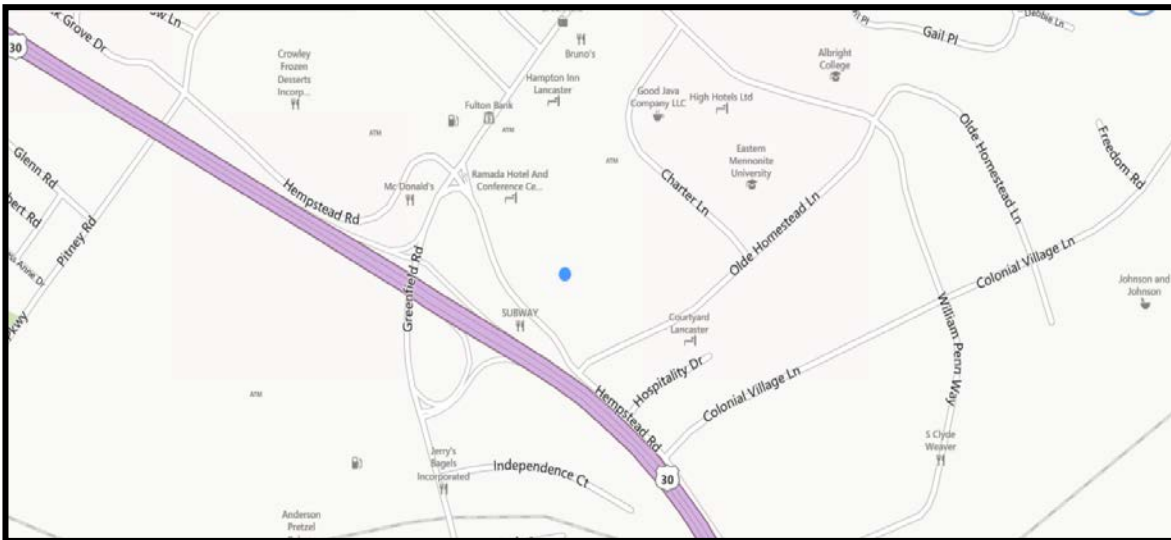 Gail Pl
Debbie Ln
30
Grove Dr
Bruno's
Albright
College
Crowley
Frozen
Desserts
Incorp...
Hampton Inn
Lancaster
Good Java
Company LLC
High Hotels Ltd
Fulton Bank
ATM
ATM
ATM
Olde Homestead Ln
Freedom Rd
Glenn Rd
Eastern
Mennonite
University
Mc Donald's
Ramada Hotel And
Conference Ce...
Hempstead Rd
Charter Ln
Pitney Rd
Olde Homestead Ln
Colonial Village Ln
Greenfield Rd
Johnson and
Johnson
Pkwy
SUBWAY
Courtyard
Lancaster
William Penn Way
Hospitality Dr
Hempstead Rd
Colonial Village Ln
ATM
S Clyde
Weaver
Jerry's
Bagels
Incorporated
Independence Ct
30
Anderson
Pretzel